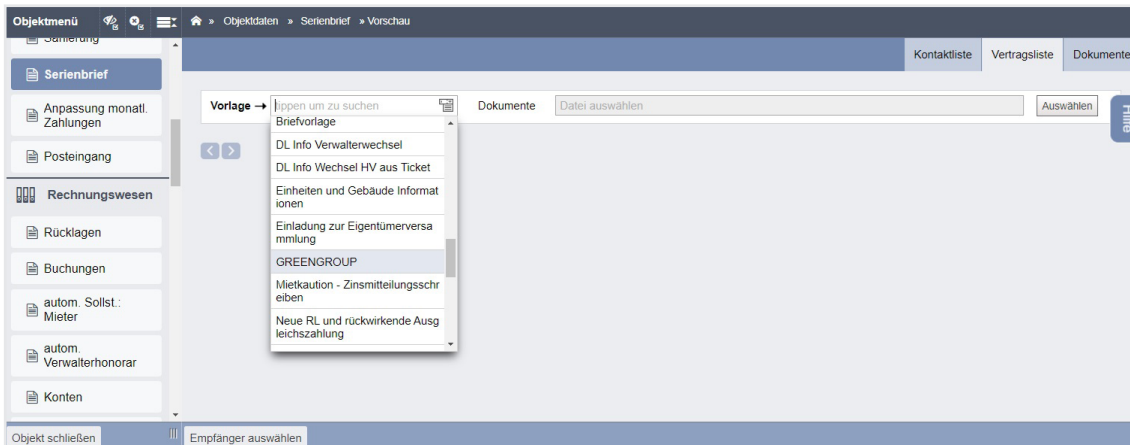 Objektmenü
» Objektdaten » Serienbrief » Vorschau
Sanierung
Serienbrief
Anpassung monatl.
Zahlungen
Posteingang
Rechnungswesen
Rücklagen
Buchungen
autom. Sollst.:
Mieter
autom.
Verwalterhonorar
Konten
Objekt schließen
Kontaktliste
Vertragsliste
Dokumente
Vorlage → tippen um zu suchen
Dokumente
Datei auswählen
Auswählen
Hilfe
Briefvorlage
DL Info Verwalterwechsel
DL Info Wechsel HV aus Ticket
Einheiten und Gebäude Informat
ionen
Einladung zur Eigentümerversa
mmlung
GREENGROUP
Mietkaution - Zinsmitteilungsschr
eiben
Neue RL und rückwirkende Ausg
leichszahlung
Empfänger auswählen